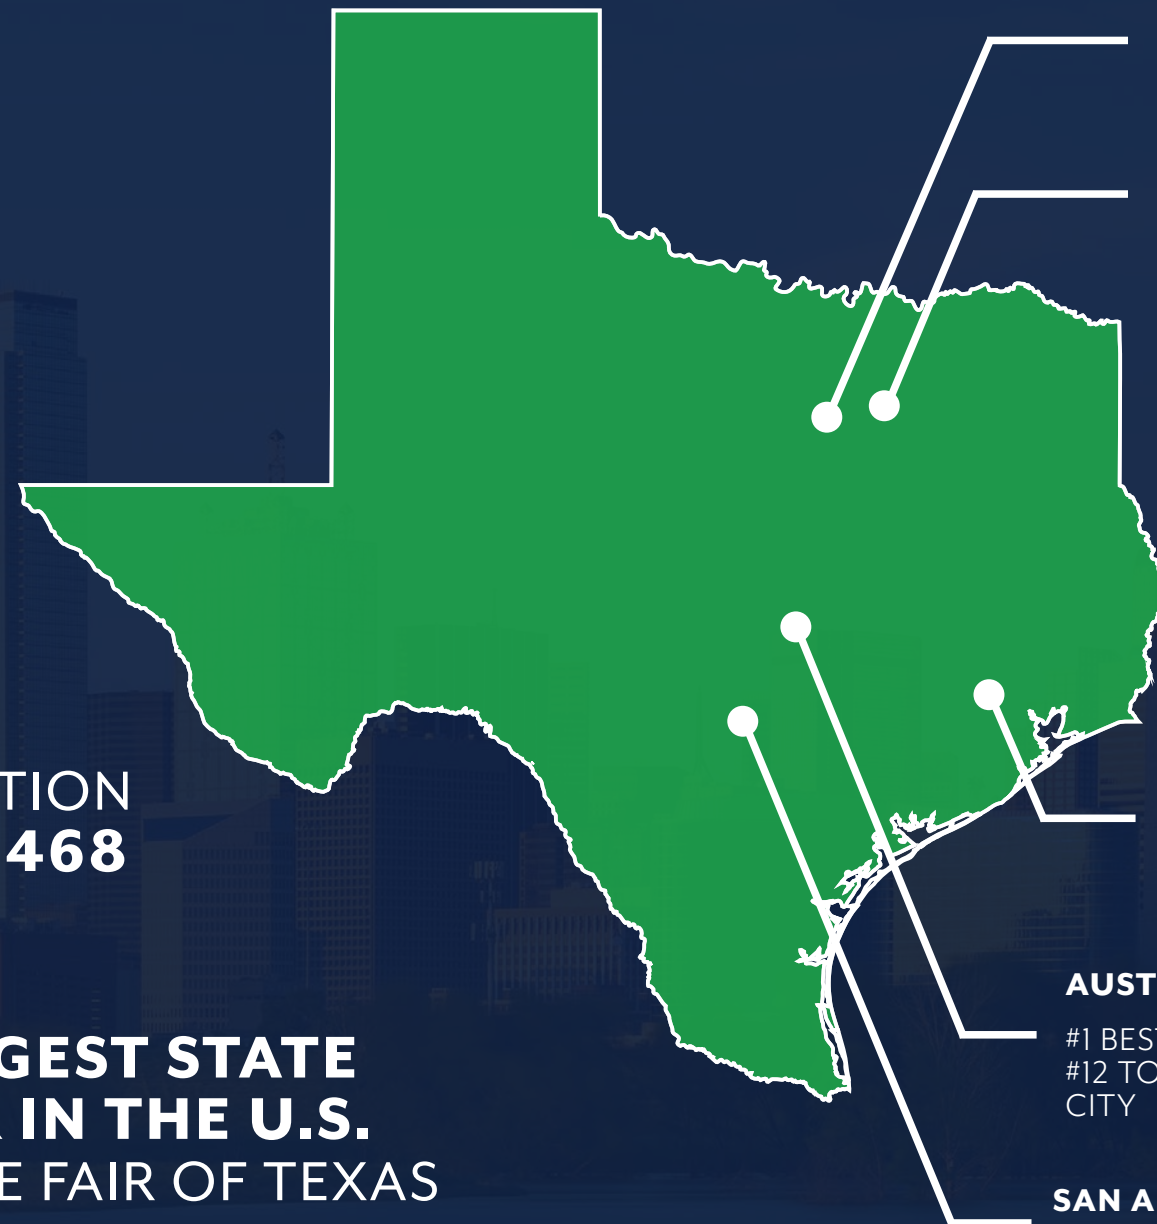 TION
468
GEST STATE
IN THE U.S.
E FAIR OF TEXAS
AUST
#1 BEST
#12 TO
CITY
SAN A